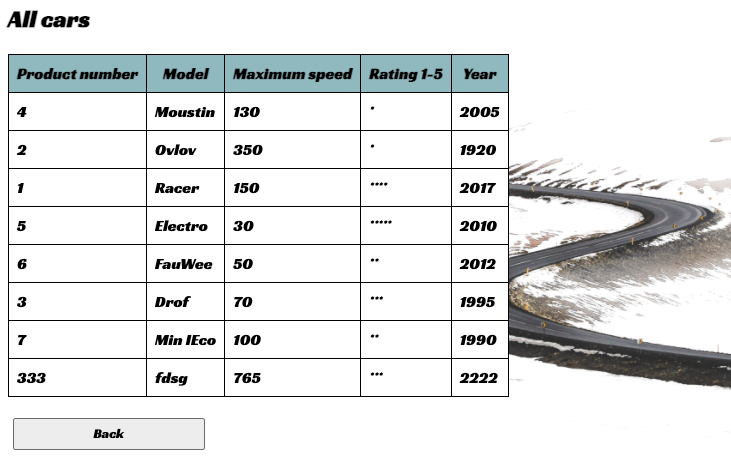 All cars
Product number Model Maximum speed Rating 1-5 Year
4 Moustin 130 * 2005
2 Ovlov 350 * 1920
1 Racer 150 **** 2017
5 Electro 30 ***** 2010
6 FauWee 50 ** 2012
3 Drof 70 *** 1995
7 Min IEco 100 ** 1990
333 fdsg 765 *** 2222
Back